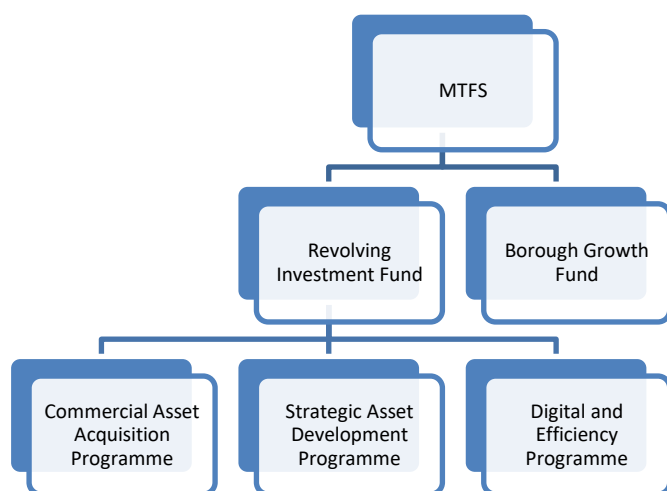 MTFS
Revolving
Investment Fund
Borough Growth
Fund
Commercial Asset
Acquisition
Programme
Strategic Asset
Development
Programme
Digital and
Efficiency
Programme